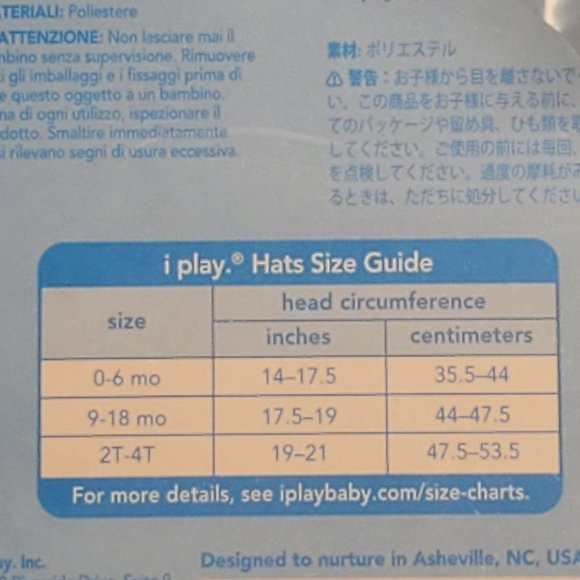 TERIALI: Poliestere
ATTENZIONE: Non lasciare mai il
mbino senza supervisione. Rimuovere
i gli imballaggi e i fissaggi prima di
e questo oggetto a un bambino.
ma di ogni utilizzo, ispezionare il
dotto. Smaltire immediatamente
si rilevano segni di usura eccessiva.
素材: ポリエステル
⚠ 警告：お子様から目を離さないで
い。この商品をお子様に与える前に、
てのパッケージや留め具、ひも類を取
してください。ご使用の前には毎回、
を点検してください。過度の摩耗がみ
るときは、ただちに処分してくださ
i play.® Hats Size Guide
size
head circumference
inches centimeters
0-6 mo 14–17.5 35.5–44
9-18 mo 17.5–19 44–47.5
2T-4T 19–21 47.5–53.5
For more details, see iplaybaby.com/size-charts.
by. Inc.
Designed to nurture in Asheville, NC, USA